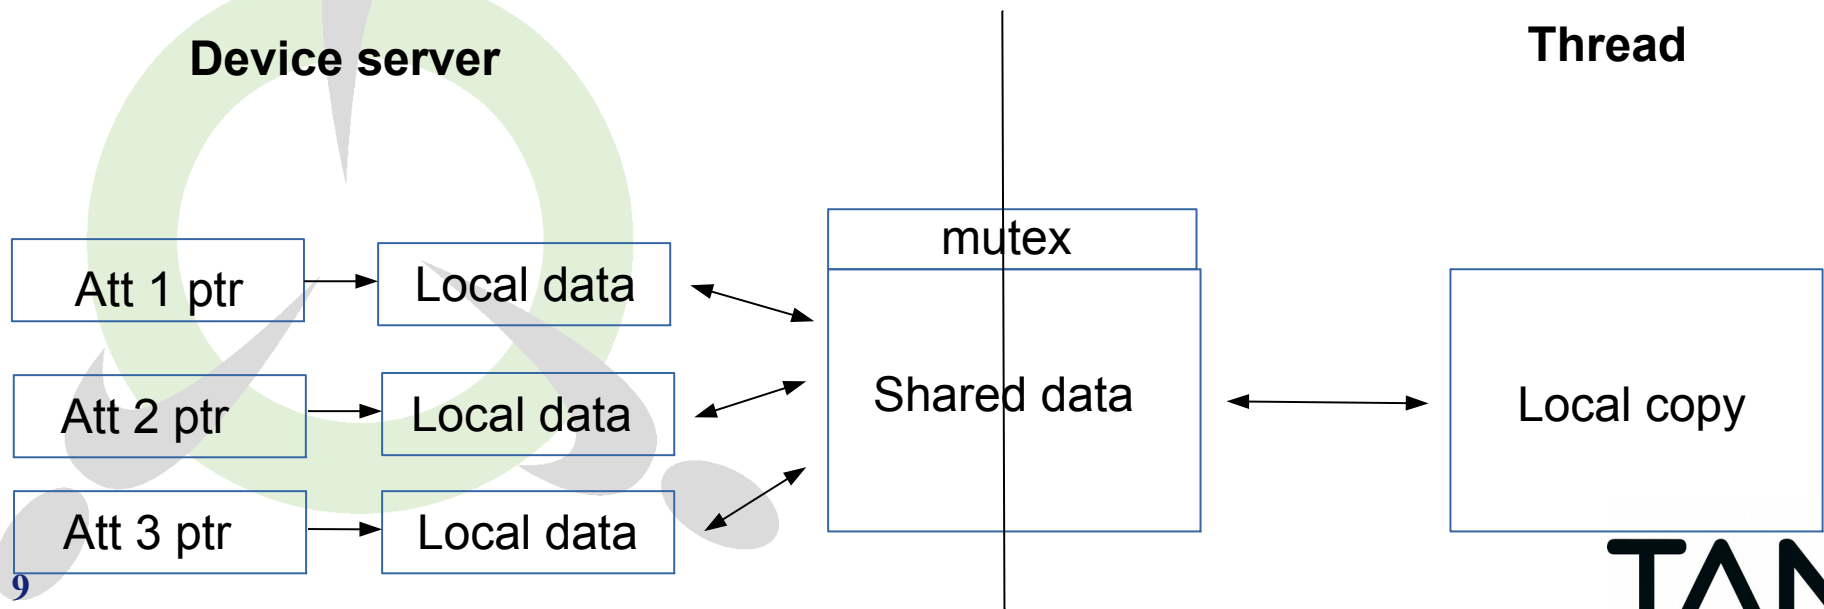 Device server
Thread
mutex
Att 1 ptr
Local data
Shared data
Local copy
Att 2 ptr
Local data
Att 3 ptr
Local data
9
TAN